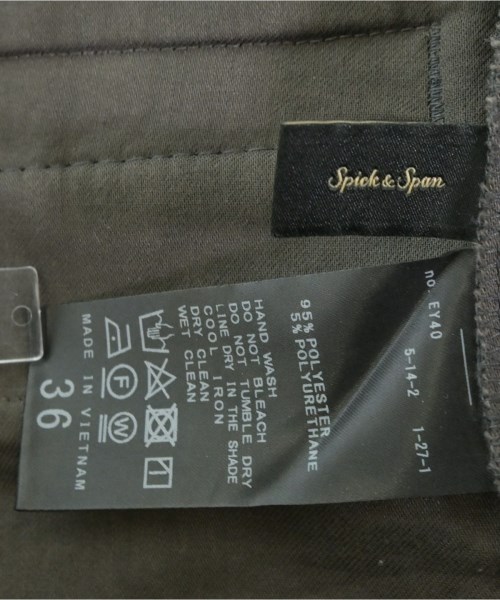 Spick & Span
no. EY40 5-14-2 1-27-1
95% POLYESTER
5% POLYURETHANE
HAND WASH
DO NOT BLEACH
DO NOT TUMBLE DRY
LINE DRY IN THE SHADE
COOL IRON
DRY CLEAN
WET CLEAN
F W
MADE IN VIETNAM
36